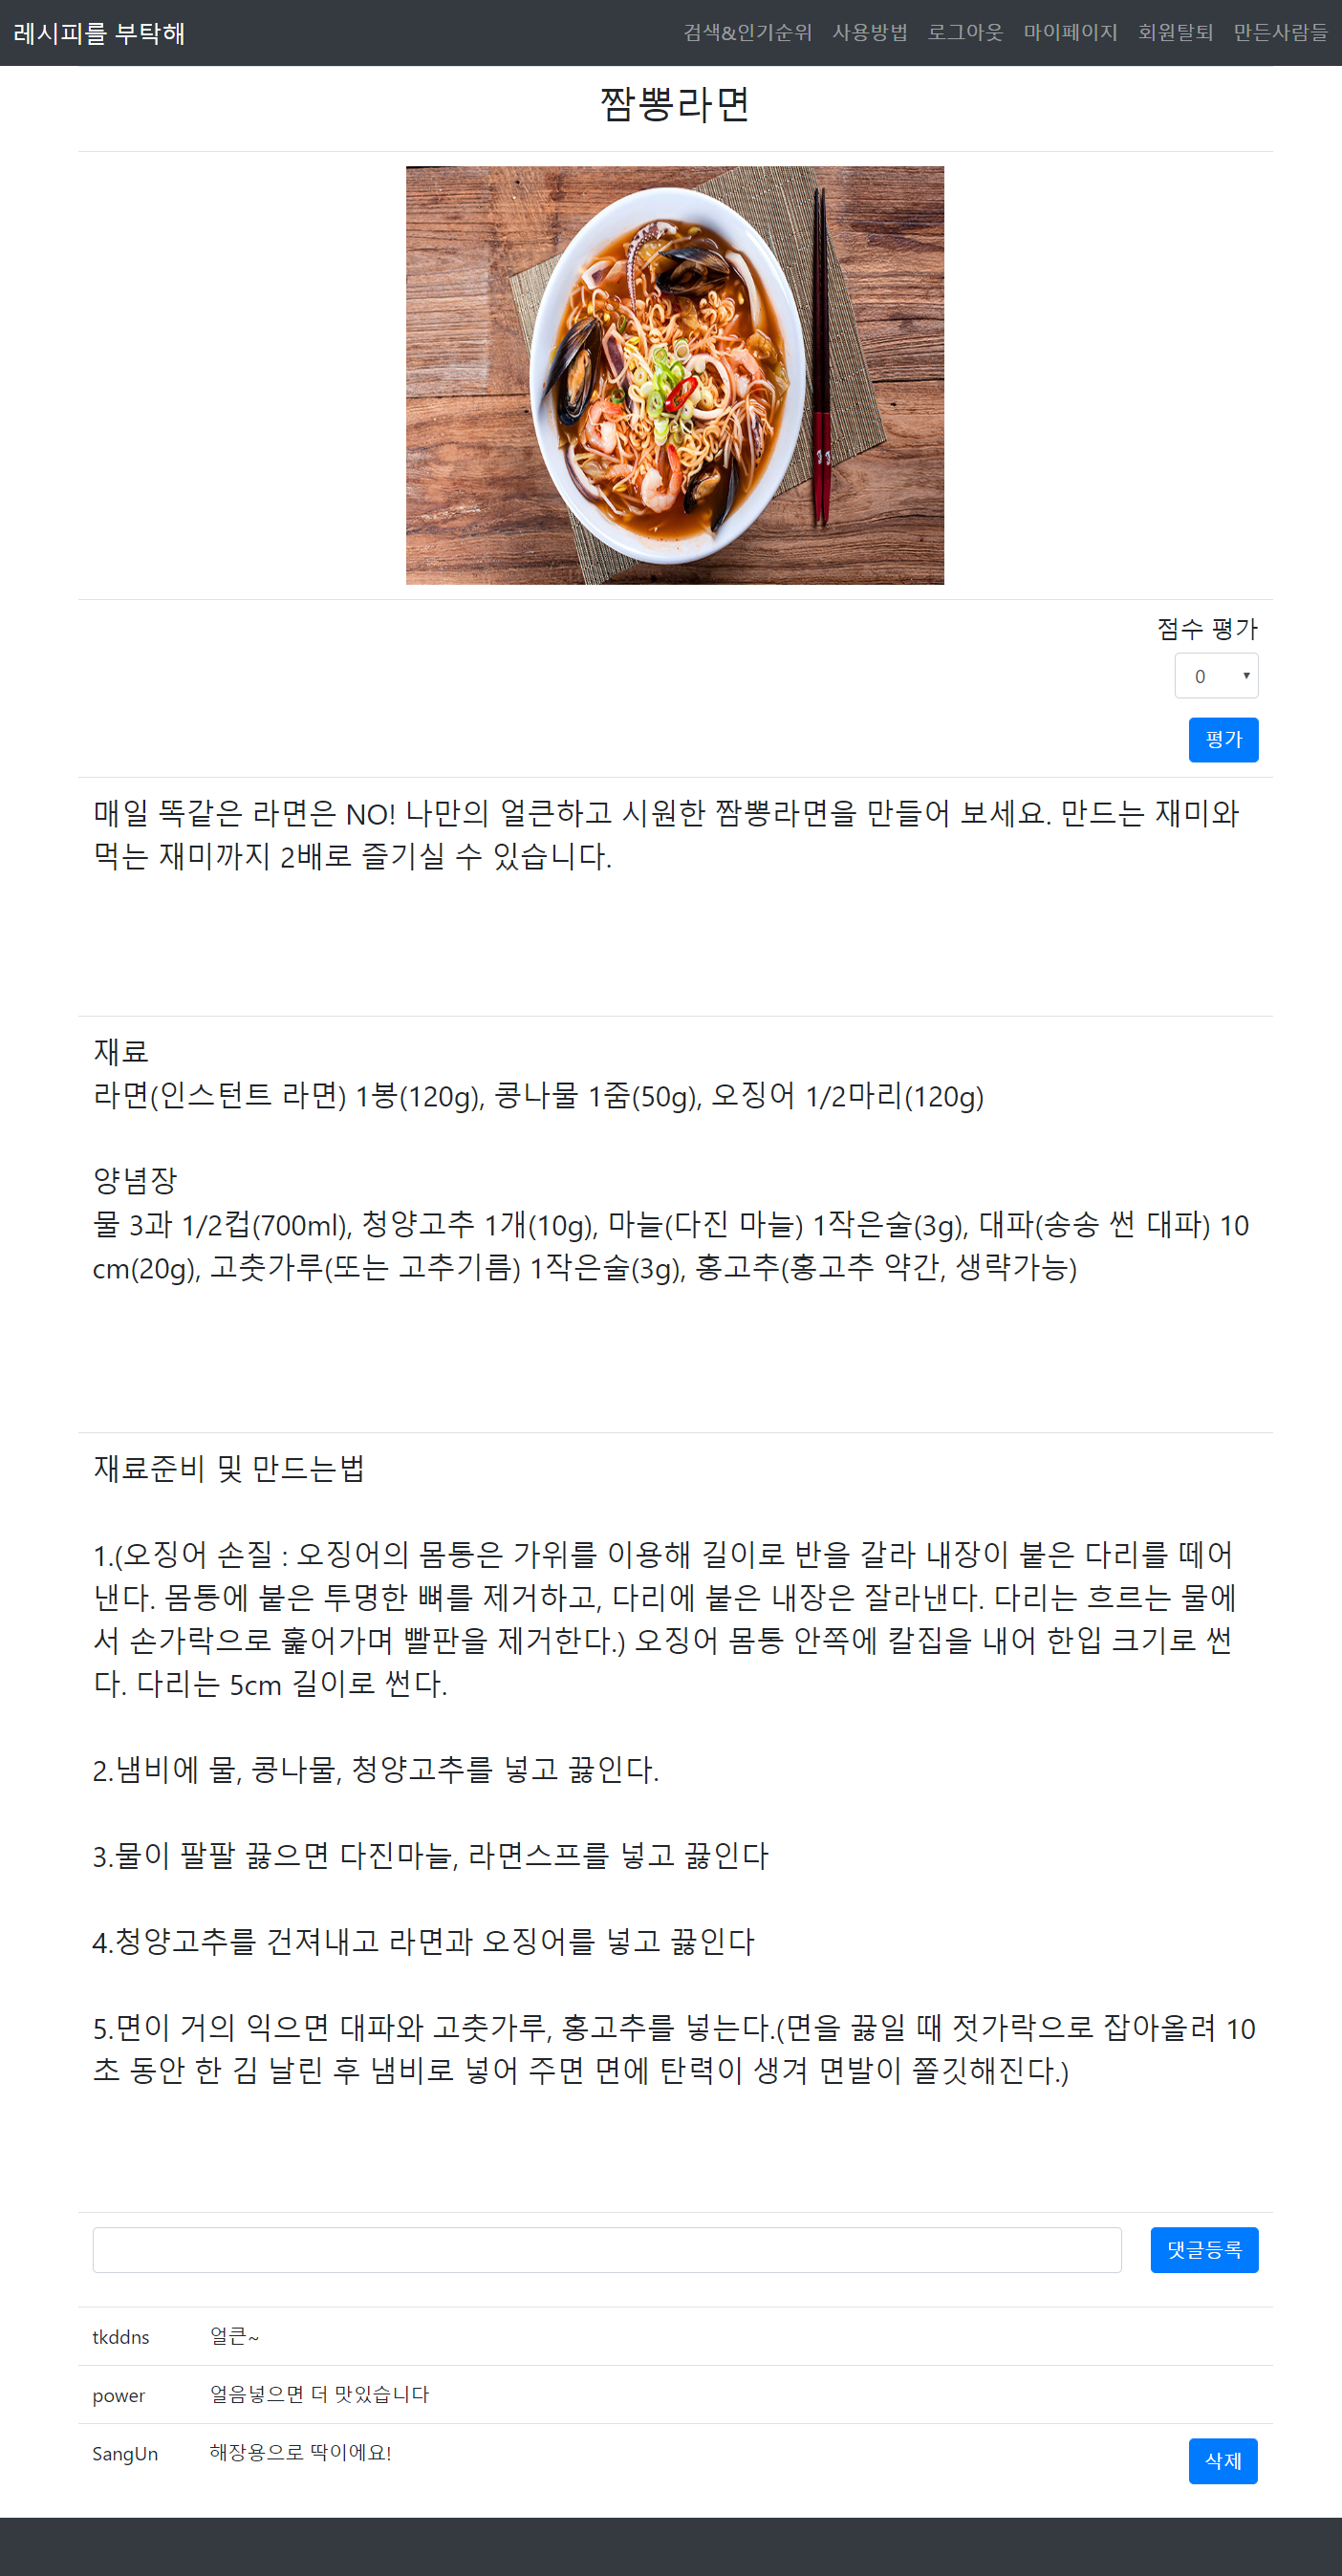 레시피를 부탁해
검색&인기순위 사용방법 로그아웃 마이페이지 회원탈퇴 만든사람들
짬뽕라면
점수 평가
0
평가
매일 똑같은 라면은 NO! 나만의 얼큰하고 시원한 짬뽕라면을 만들어 보세요. 만드는 재미와
먹는 재미까지 2배로 즐기실 수 있습니다.
재료
라면(인스턴트 라면) 1봉(120g), 콩나물 1줌(50g), 오징어 1/2마리(120g)
양념장
물 3과 1/2컵(700ml), 청양고추 1개(10g), 마늘(다진 마늘) 1작은술(3g), 대파(송송 썬 대파) 10
cm(20g), 고춧가루(또는 고추기름) 1작은술(3g), 홍고추(홍고추 약간, 생략가능)
재료준비 및 만드는법
1.(오징어 손질 : 오징어의 몸통은 가위를 이용해 길이로 반을 갈라 내장이 붙은 다리를 떼어
낸다. 몸통에 붙은 투명한 뼈를 제거하고, 다리에 붙은 내장은 잘라낸다. 다리는 흐르는 물에
서 손가락으로 훑어가며 빨판을 제거한다.) 오징어 몸통 안쪽에 칼집을 내어 한입 크기로 썬
다. 다리는 5cm 길이로 썬다.
2.냄비에 물, 콩나물, 청양고추를 넣고 끓인다.
3.물이 팔팔 끓으면 다진마늘, 라면스프를 넣고 끓인다
4.청양고추를 건져내고 라면과 오징어를 넣고 끓인다
5.면이 거의 익으면 대파와 고춧가루, 홍고추를 넣는다.(면을 끓일 때 젓가락으로 잡아올려 10
초 동안 한 김 날린 후 냄비로 넣어 주면 면에 탄력이 생겨 면발이 쫄깃해진다.)
댓글등록
tkddns 얼큰~
power 얼음넣으면 더 맛있습니다
SangUn 해장용으로 딱이에요!
삭제